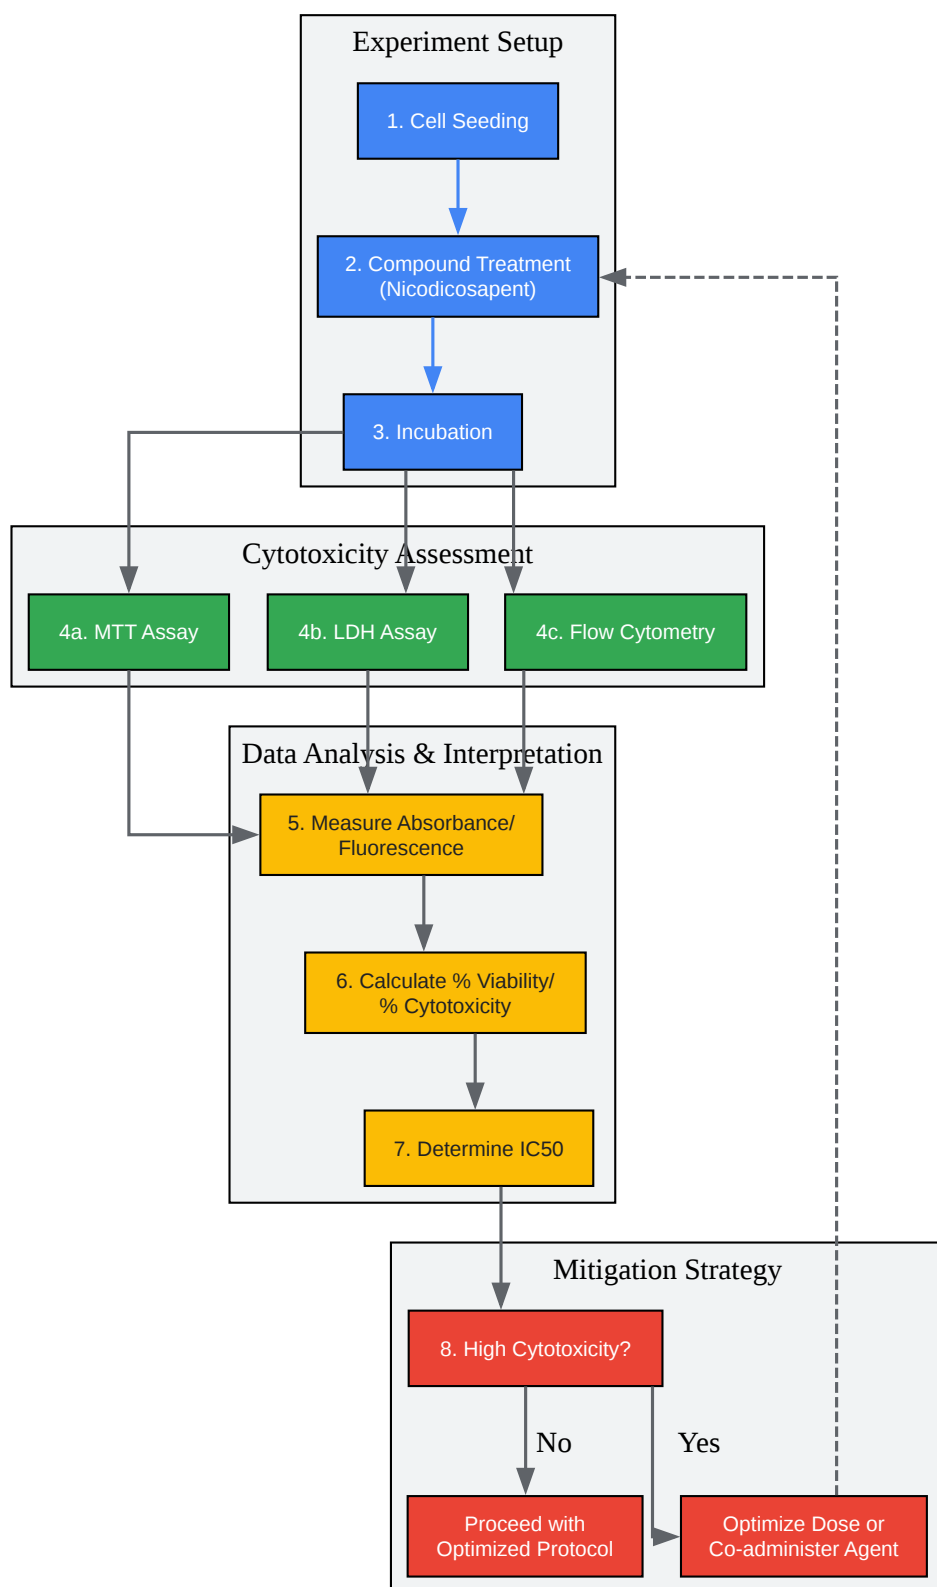 Experiment Setup
1. Cell Seeding
2. Compound Treatment
(Nicodicosapent)
3. Incubation
Cytotoxicity Assessment
4a. MTT Assay
4b. LDH Assay
4c. Flow Cytometry
Data Analysis & Interpretation
5. Measure Absorbance/
Fluorescence
6. Calculate % Viability/
% Cytotoxicity
7. Determine IC50
Mitigation Strategy
8. High Cytotoxicity?
No
Yes
Proceed with
Optimized Protocol
Optimize Dose or
Co-administer Agent